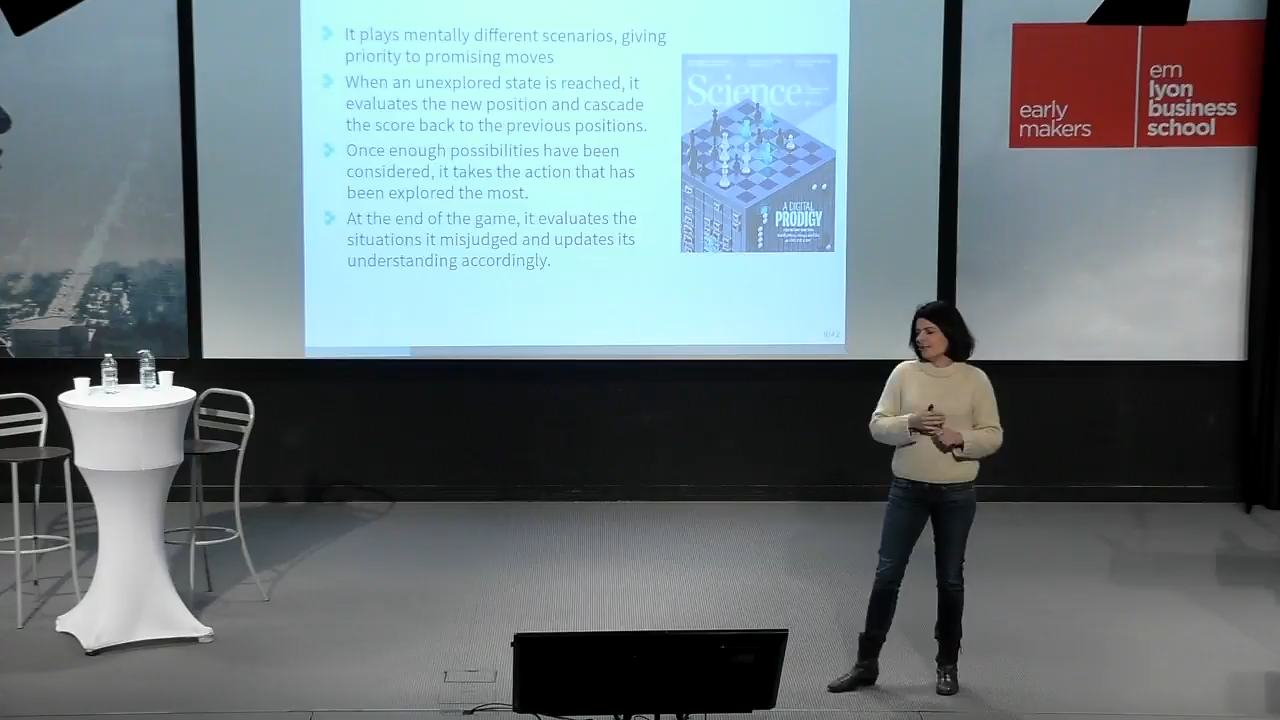 It plays mentally different scenarios, giving
priority to promising moves
When an unexplored state is reached, it
evaluates the new position and cascade
the score back to the previous positions.
Once enough possibilities have been
considered, it takes the action that has
been explored the most.
At the end of the game, it evaluates the
situations it misjudged and updates its
understanding accordingly.
Science
A DIGITAL
PRODIGY
early
makers
em
lyon
business
school